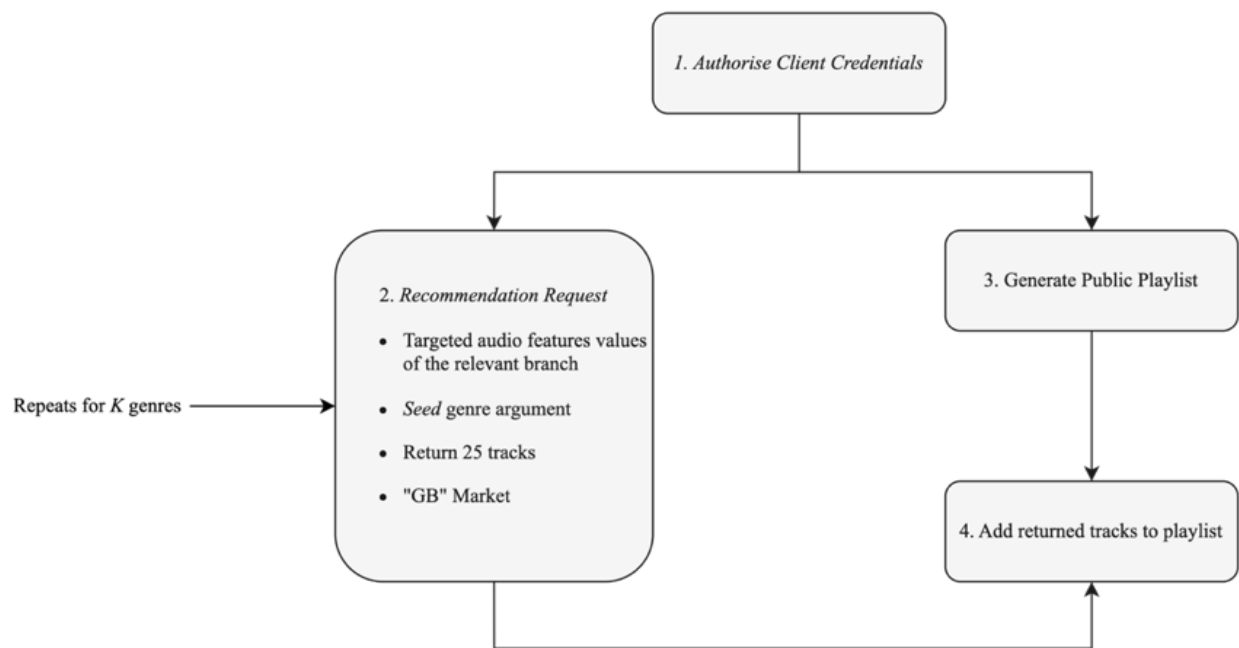 1. Authorise Client Credentials
2. Recommendation Request
• Targeted audio features values
of the relevant branch
• Seed genre argument
• Return 25 tracks
• "GB" Market
Repeats for K genres
3. Generate Public Playlist
4. Add returned tracks to playlist